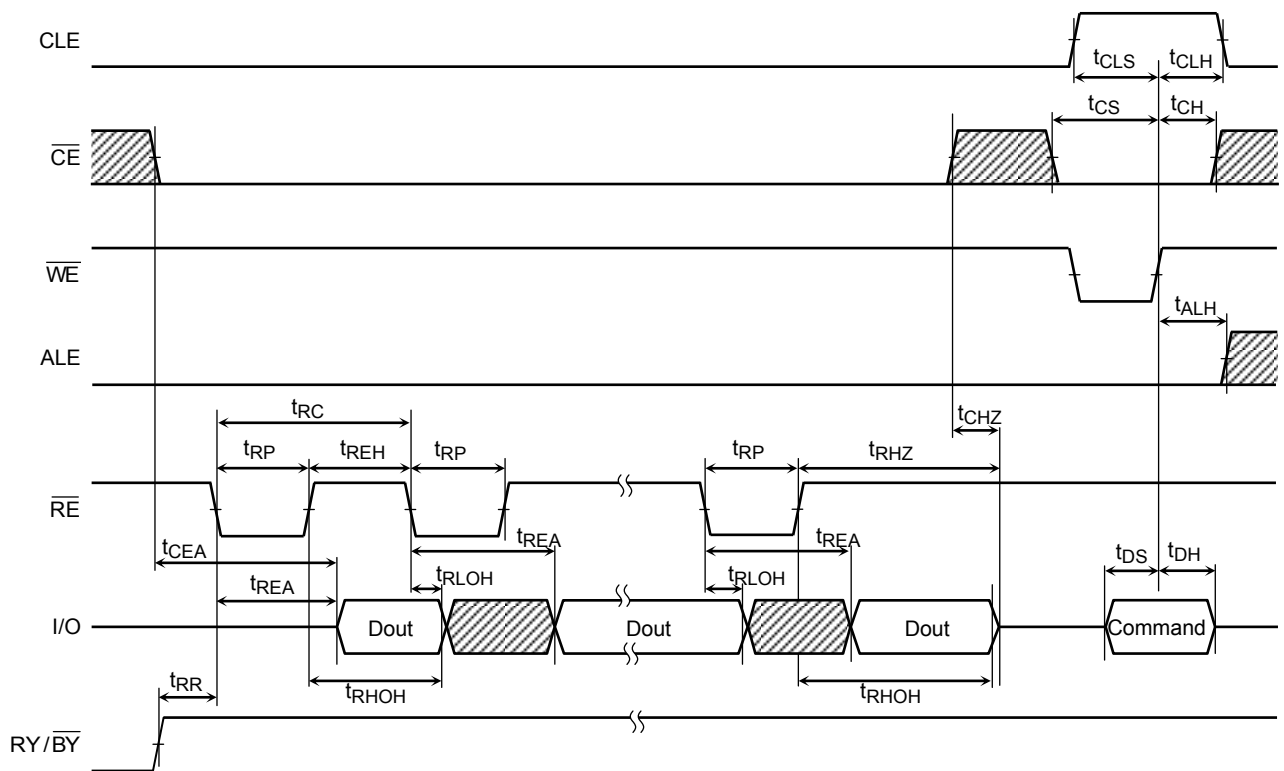 CLE
tCLS tCLH
tCS tCH
CE
WE
tALH
ALE
tRC
tCHZ
tRP tREH tRP tRP tRHZ
RE
tCEA tREA tREA
tREA tRLOH tRLOH tDS tDH
I/O Dout Dout Dout Command
tRR tRHOH tRHOH
RY/BY